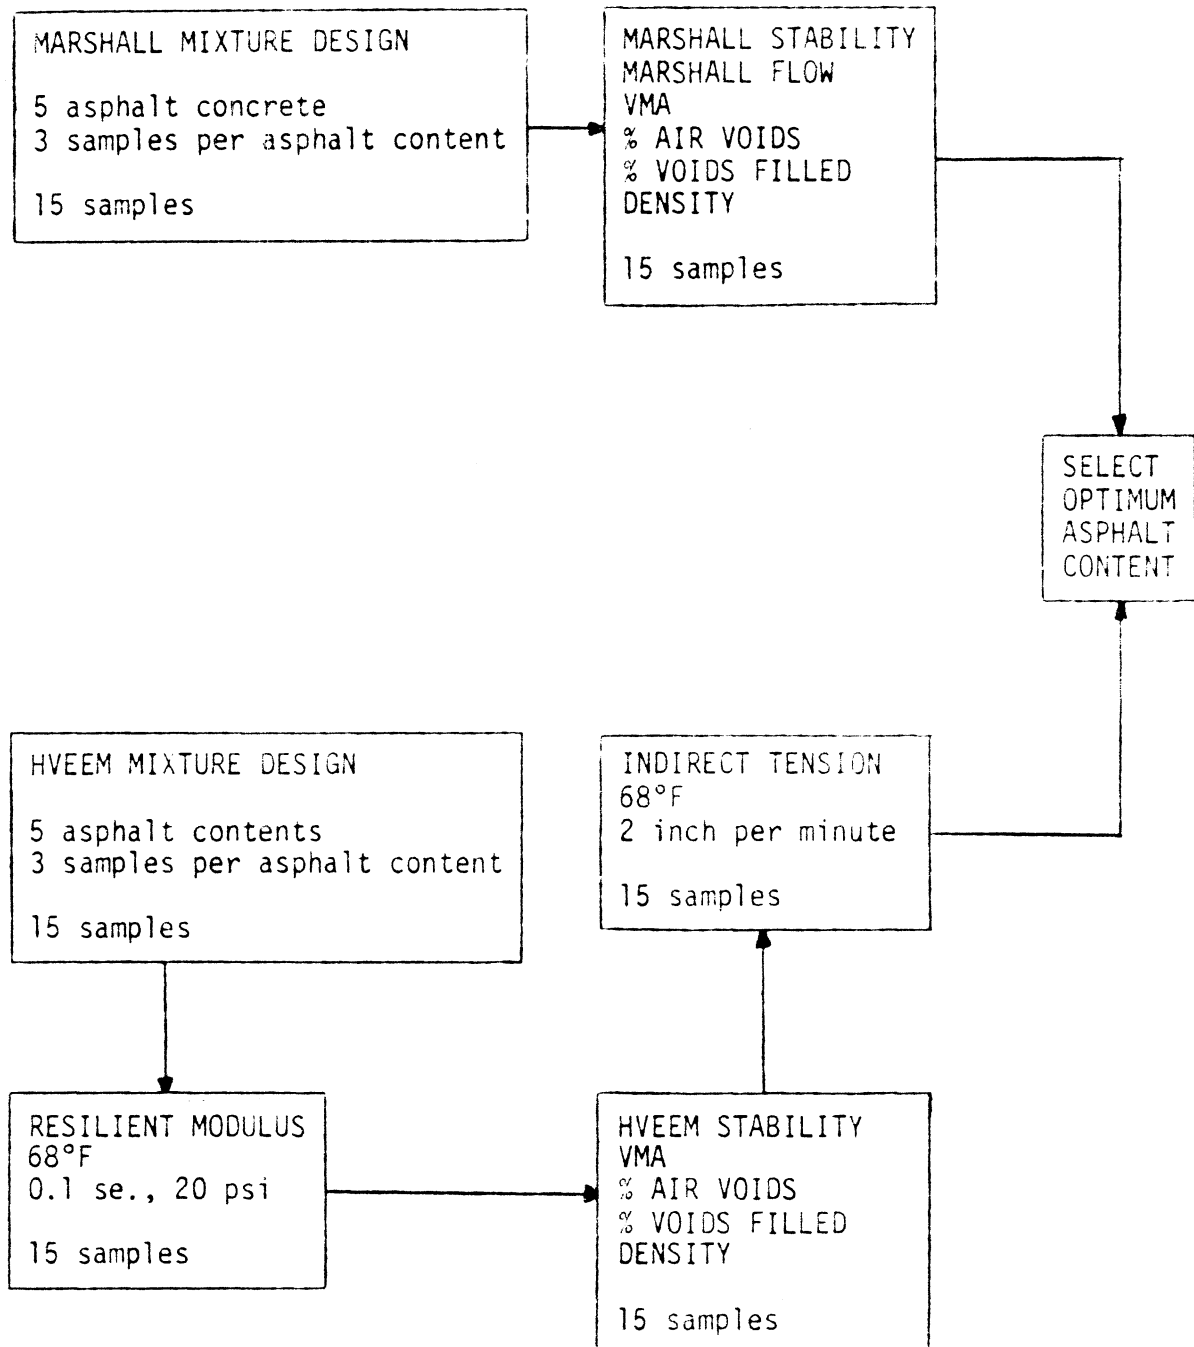 MARSHALL MIXTURE DESIGN
5 asphalt concrete
3 samples per asphalt content
15 samples
MARSHALL STABILITY
MARSHALL FLOW
VMA
% AIR VOIDS
% VOIDS FILLED
DENSITY
15 samples
SELECT
OPTIMUM
ASPHALT
CONTENT
HVEEM MIXTURE DESIGN
5 asphalt contents
3 samples per asphalt content
15 samples
INDIRECT TENSION
68°F
2 inch per minute
15 samples
RESILIENT MODULUS
68°F
0.1 se., 20 psi
15 samples
HVEEM STABILITY
VMA
% AIR VOIDS
% VOIDS FILLED
DENSITY
15 samples